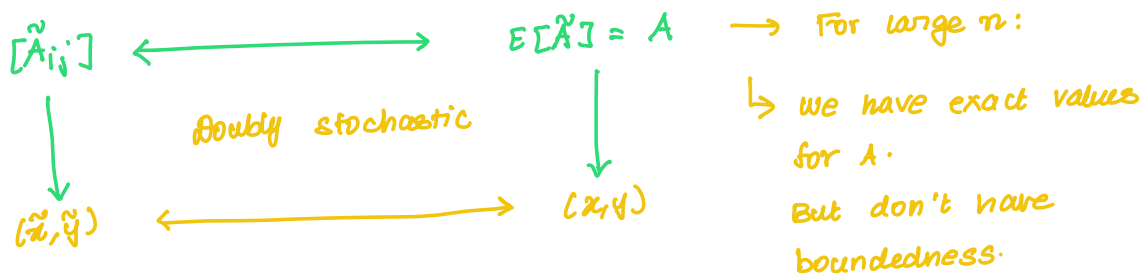 [Ãij] ⟷ E[Ã] = A → For large n:
↳ we have exact values
for A.
Doubly stochastic
But don't have
boundedness.
(x̃, ỹ) ⟷ (x, y)